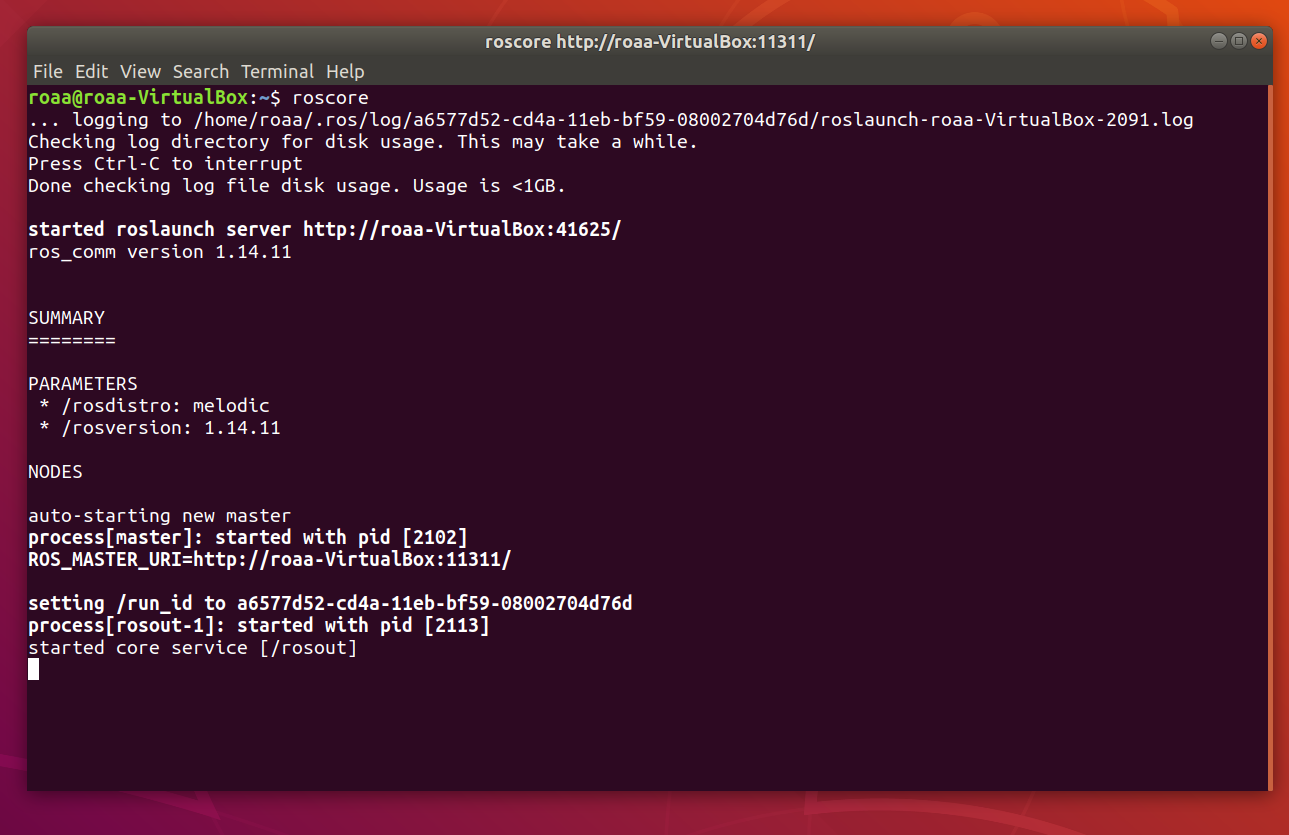 roscore http://roaa-VirtualBox:11311/
File Edit View Search Terminal Help
roaa@roaa-VirtualBox:~$ roscore
... logging to /home/roaa/.ros/log/a6577d52-cd4a-11eb-bf59-08002704d76d/roslaunch-roaa-VirtualBox-2091.log
Checking log directory for disk usage. This may take a while.
Press Ctrl-C to interrupt
Done checking log file disk usage. Usage is <1GB.
started roslaunch server http://roaa-VirtualBox:41625/
ros_comm version 1.14.11
SUMMARY
========
PARAMETERS
 * /rosdistro: melodic
 * /rosversion: 1.14.11
NODES
auto-starting new master
process[master]: started with pid [2102]
ROS_MASTER_URI=http://roaa-VirtualBox:11311/
setting /run_id to a6577d52-cd4a-11eb-bf59-08002704d76d
process[rosout-1]: started with pid [2113]
started core service [/rosout]